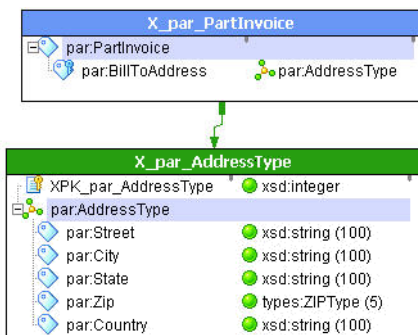 X_par_PartInvoice
par:PartInvoice
par:BillToAddress par:AddressType
X_par_AddressType
XPK_par_AddressType xsd:integer
par:AddressType
par:Street xsd:string (100)
par:City xsd:string (100)
par:State xsd:string (100)
par:Zip types:ZIPType (5)
par:Country xsd:string (100)